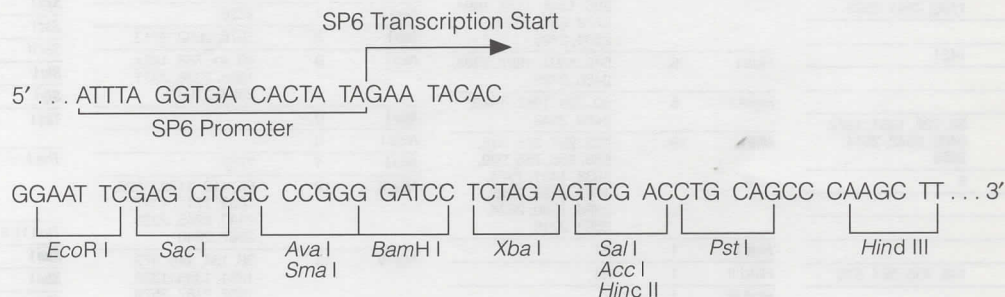 SP6 Transcription Start
5′ . . . ATTTA GGTGA CACTA TAGAA TACAC
SP6 Promoter
GGAAT TCGAG CTCGC CCGGG GATCC TCTAG AGTCG ACCTG CAGCC CAAGC TT . . . 3′
EcoR I Sac I Ava I BamH I Xba I Sal I Pst I Hind III
Sma I Acc I
Hinc II